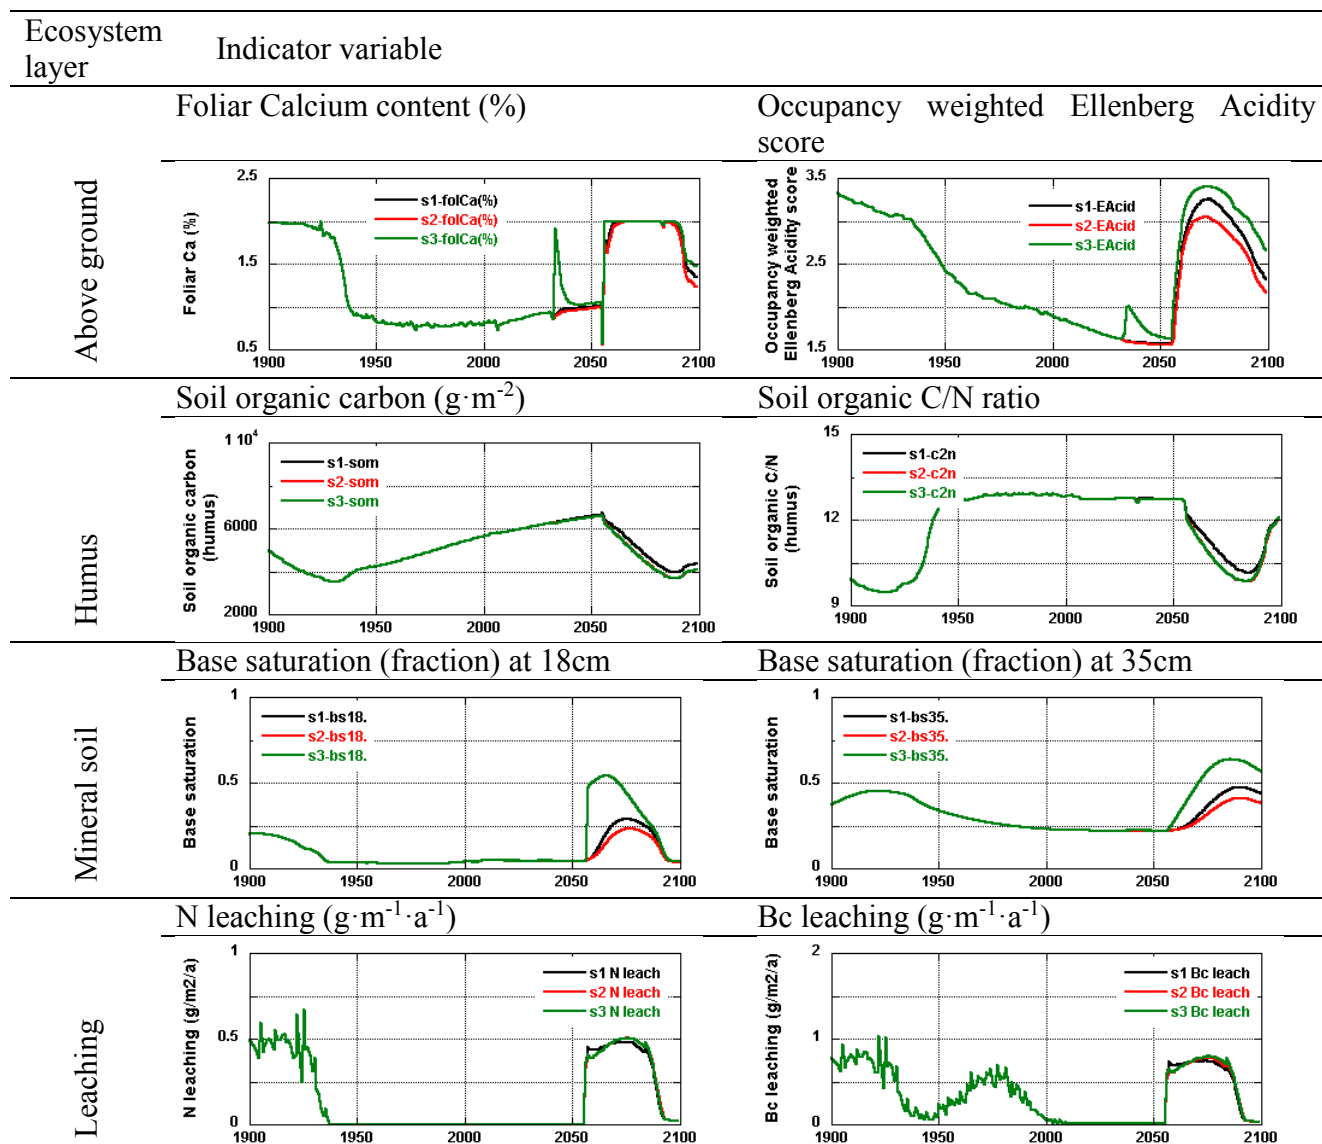 Ecosystem
layer
Indicator variable
Above ground
Foliar Calcium content (%)
Foliar Ca (%)
2.5
1.5
0.5
s1-folCa(%)
s2-folCa(%)
s3-folCa(%)
1900 1950 2000 2050 2100
Occupancy weighted Ellenberg Acidity
score
Occupancy weighted
Ellenberg Acidity score
3.5
2.5
1.5
s1-EAcid
s2-EAcid
s3-EAcid
1900 1950 2000 2050 2100
Humus
Soil organic carbon (g·m-2)
Soil organic carbon
(humus)
1 10⁴
6000
2000
s1-som
s2-som
s3-som
1900 1950 2000 2050 2100
Soil organic C/N ratio
Soil organic C/N
(humus)
15
12
9
s1-c2n
s2-c2n
s3-c2n
1900 1950 2000 2050 2100
Mineral soil
Base saturation (fraction) at 18cm
Base saturation
1
0.5
0
s1-bs18.
s2-bs18.
s3-bs18.
1900 1950 2000 2050 2100
Base saturation (fraction) at 35cm
Base saturation
1
0.5
0
s1-bs35.
s2-bs35.
s3-bs35.
1900 1950 2000 2050 2100
Leaching
N leaching (g·m-1·a-1)
N leaching (g/m2/a)
1
0.5
0
s1 N leach
s2 N leach
s3 N leach
1900 1950 2000 2050 2100
Bc leaching (g·m-1·a-1)
Bc leaching (g/m2/a)
2
1
0
s1 Bc leach
s2 Bc leach
s3 Bc leach
1900 1950 2000 2050 2100